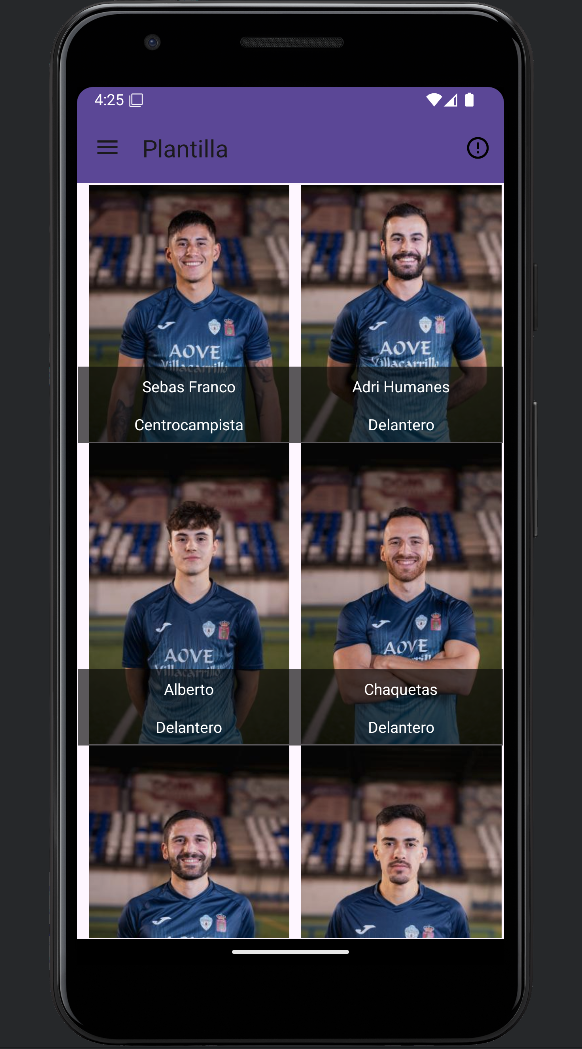 4:25
Plantilla
AOVE
Villacarrillo
Sebas Franco
Centrocampista
AOVE
Villacarrillo
Adri Humanes
Delantero
AOVE
Villacarrillo
Alberto
Delantero
AOVE
Chaquetas
Delantero